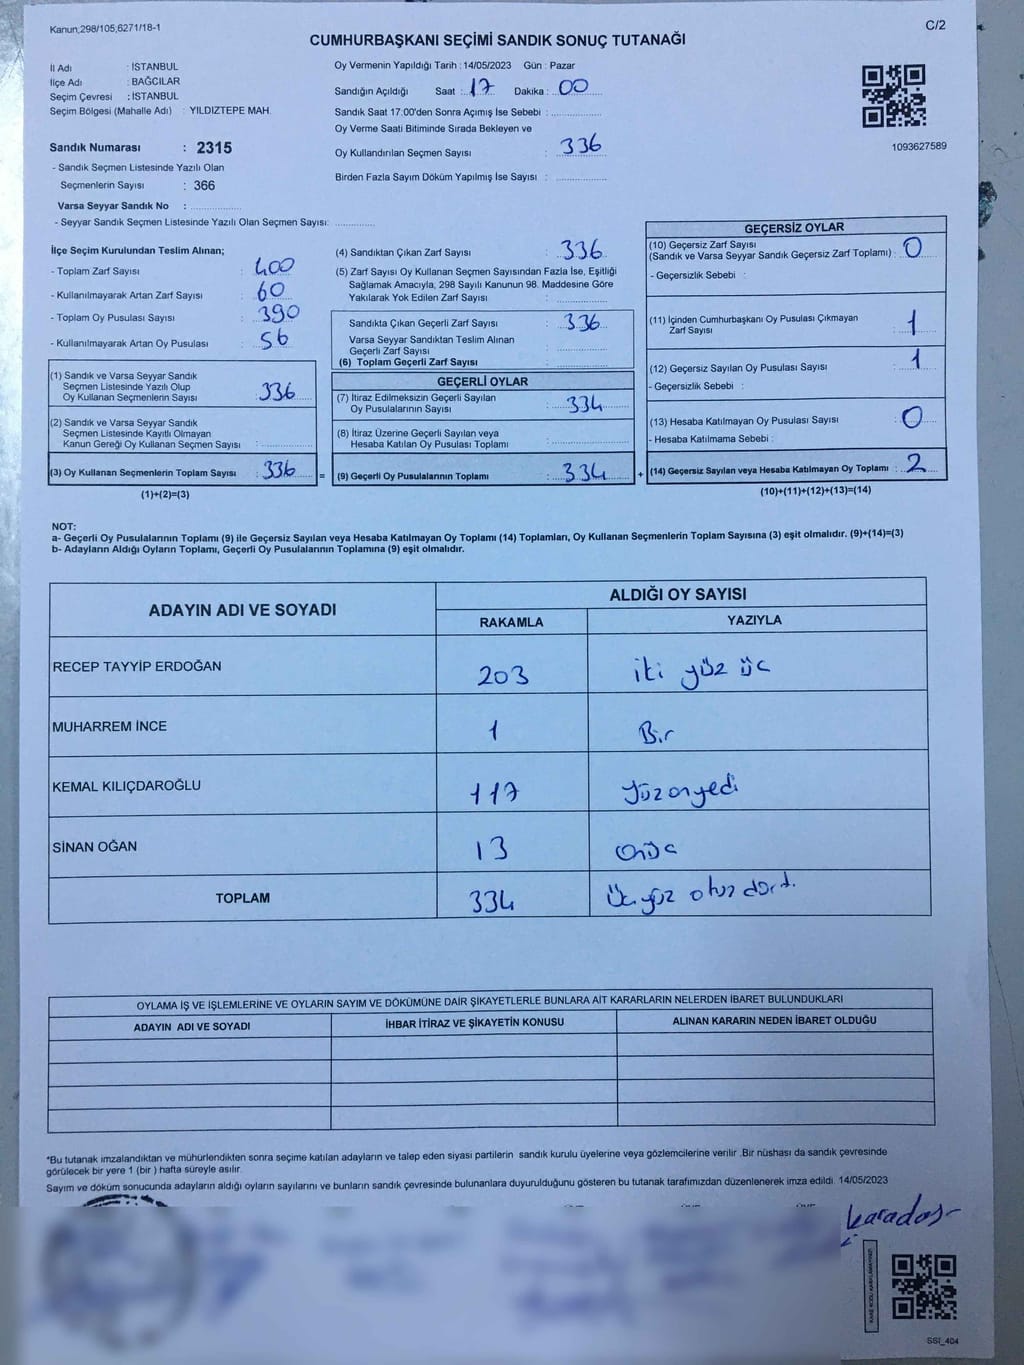 Kanun,298/105,6271/18-1
C/2
CUMHURBAŞKANI SEÇİMİ SANDIK SONUÇ TUTANAĞI
İl Adı : İSTANBUL
İlçe Adı : BAĞCILAR
Seçim Çevresi : İSTANBUL
Seçim Bölgesi (Mahalle Adı) : YILDIZTEPE MAH.
Sandık Numarası : 2315
- Sandık Seçmen Listesinde Yazılı Olan
Seçmenlerin Sayısı : 366
Varsa Seyyar Sandık No : ..................
- Seyyar Sandık Seçmen Listesinde Yazılı Olan Seçmen Sayısı: ..............
Oy Vermenin Yapıldığı Tarih : 14/05/2023 Gün : Pazar
Sandığın Açıldığı Saat : 17 Dakika : 00
Sandık Saat 17:00'den Sonra Açımış İse Sebebi : ..................
Oy Verme Saati Bitiminde Sırada Bekleyen ve
Oy Kullandırılan Seçmen Sayısı : 336
Birden Fazla Sayım Döküm Yapılmış İse Sayısı : ..................
1093627589
İlçe Seçim Kurulundan Teslim Alınan;
- Toplam Zarf Sayısı : 400
- Kullanılmayarak Artan Zarf Sayısı : 60
- Toplam Oy Pusulası Sayısı : 390
- Kullanılmayarak Artan Oy Pusulası : 56
(1) Sandık ve Varsa Seyyar Sandık
Seçmen Listesinde Yazılı Olup
Oy Kullanan Seçmenlerin Sayısı : 336
(2) Sandık ve Varsa Seyyar Sandık
Seçmen Listesinde Kayıtlı Olmayan
Kanun Gereği Oy Kullanan Seçmen Sayısı : ..................
(3) Oy Kullanan Seçmenlerin Toplam Sayısı : 336
(1)+(2)=(3)
(4) Sandıktan Çıkan Zarf Sayısı : 336
(5) Zarf Sayısı Oy Kullanan Seçmen Sayısından Fazla İse, Eşitliği
Sağlamak Amacıyla, 298 Sayılı Kanunun 98. Maddesine Göre
Yakılarak Yok Edilen Zarf Sayısı : ..................
Sandıkta Çıkan Geçerli Zarf Sayısı : 336
Varsa Seyyar Sandıktan Teslim Alınan
Geçerli Zarf Sayısı : ..................
(6) Toplam Geçerli Zarf Sayısı : ..................
GEÇERLİ OYLAR
(7) İtiraz Edilmeksizin Geçerli Sayılan
Oy Pusulalarının Sayısı : 334
(8) İtiraz Üzerine Geçerli Sayılan veya
Hesaba Katılan Oy Pusulası Toplamı : ..................
= (9) Geçerli Oy Pusulalarının Toplamı : 334 +
GEÇERSİZ OYLAR
(10) Geçersiz Zarf Sayısı
(Sandık ve Varsa Seyyar Sandık Geçersiz Zarf Toplamı) : 0
- Geçersizlik Sebebi :
(11) İçinden Cumhurbaşkanı Oy Pusulası Çıkmayan
Zarf Sayısı : 1
(12) Geçersiz Sayılan Oy Pusulası Sayısı : 1
- Geçersizlik Sebebi :
(13) Hesaba Katılmayan Oy Pusulası Sayısı : 0
- Hesaba Katılmama Sebebi :
(14) Geçersiz Sayılan veya Hesaba Katılmayan Oy Toplamı : 2
(10)+(11)+(12)+(13)=(14)
NOT:
a- Geçerli Oy Pusulalarının Toplamı (9) ile Geçersiz Sayılan veya Hesaba Katılmayan Oy Toplamı (14) Toplamları, Oy Kullanan Seçmenlerin Toplam Sayısına (3) eşit olmalıdır. (9)+(14)=(3)
b- Adayların Aldığı Oyların Toplamı, Geçerli Oy Pusulalarının Toplamına (9) eşit olmalıdır.
ADAYIN ADI VE SOYADI
ALDIĞI OY SAYISI
RAKAMLA YAZIYLA
RECEP TAYYİP ERDOĞAN 203 iki yüz üç
MUHARREM İNCE 1 Bir
KEMAL KILIÇDAROĞLU 117 Yüzonyedi
SİNAN OĞAN 13 onüç
TOPLAM 334 Üçyüz otuz dört.
OYLAMA İŞ VE İŞLEMLERİNE VE OYLARIN SAYIM VE DÖKÜMÜNE DAİR ŞİKAYETLERLE BUNLARA AİT KARARLARIN NELERDEN İBARET BULUNDUKLARI
ADAYIN ADI VE SOYADI İHBAR İTİRAZ VE ŞİKAYETİN KONUSU ALINAN KARARIN NEDEN İBARET OLDUĞU
*Bu tutanak imzalandıktan ve mühürlendikten sonra seçime katılan adayların ve talep eden siyasi partilerin sandık kurulu üyelerine veya gözlemcilerine verilir .Bir nüshası da sandık çevresinde
görülecek bir yere 1 (bir ) hafta süreyle asılır.
Sayım ve döküm sonucunda adayların aldığı oyların sayılarını ve bunların sandık çevresinde bulunanlara duyurulduğunu gösteren bu tutanak tarafımızdan düzenlenerek imza edildi. 14/05/2023
karadaş
SSİ_404